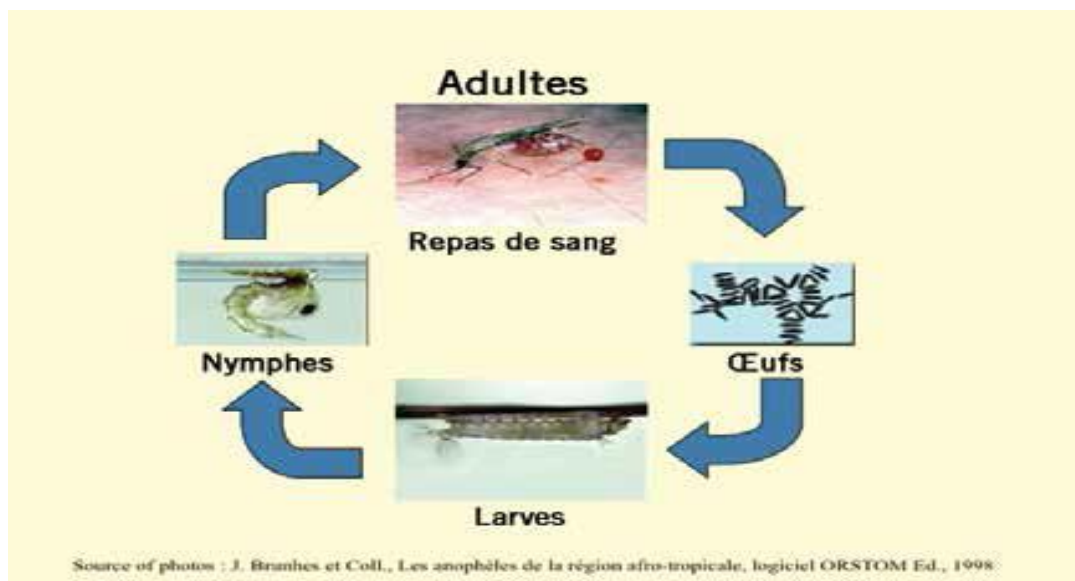 Adultes
Repas de sang
Nymphes
Œufs
Larves
Source of photos : J. Brunhes et Coll., Les anophèles de la région afro-tropicale, logiciel ORSTOM Ed., 1998